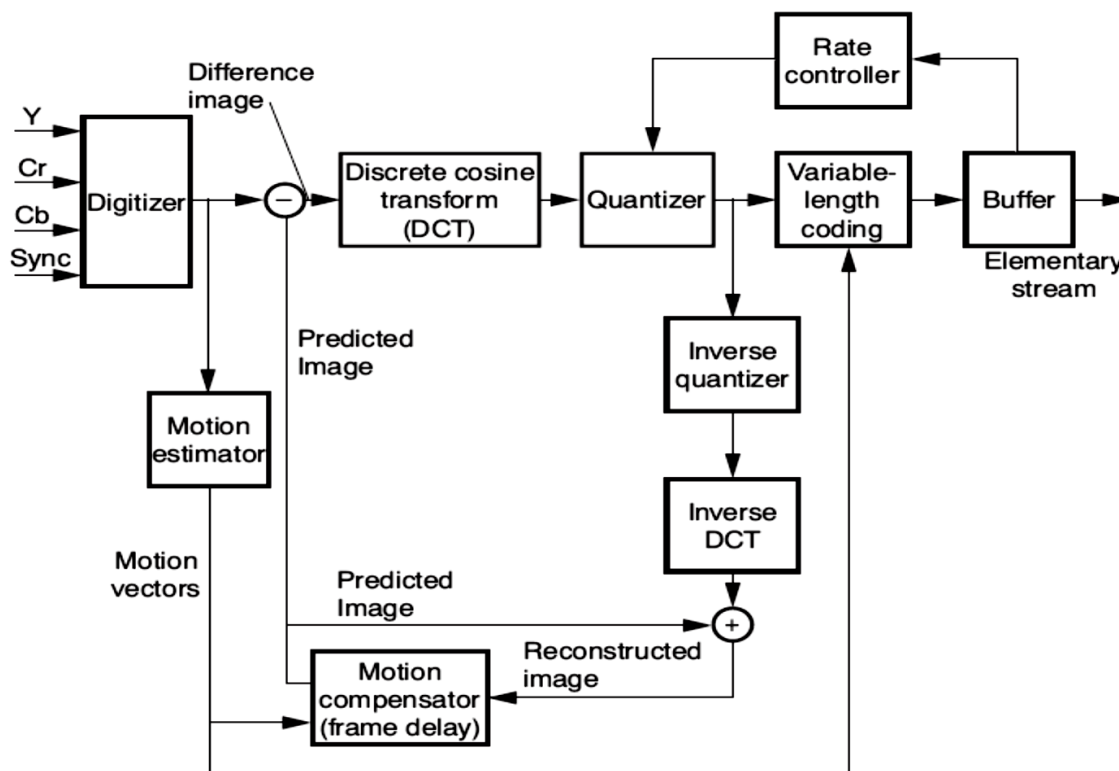 Rate
controller
Difference
image
Y
Cr
Cb
Sync
Digitizer
−
Discrete cosine
transform
(DCT)
Quantizer
Variable-
length
coding
Buffer
Elementary
stream
Predicted
Image
Inverse
quantizer
Motion
estimator
Inverse
DCT
Motion
vectors
Predicted
Image
+
Reconstructed
image
Motion
compensator
(frame delay)